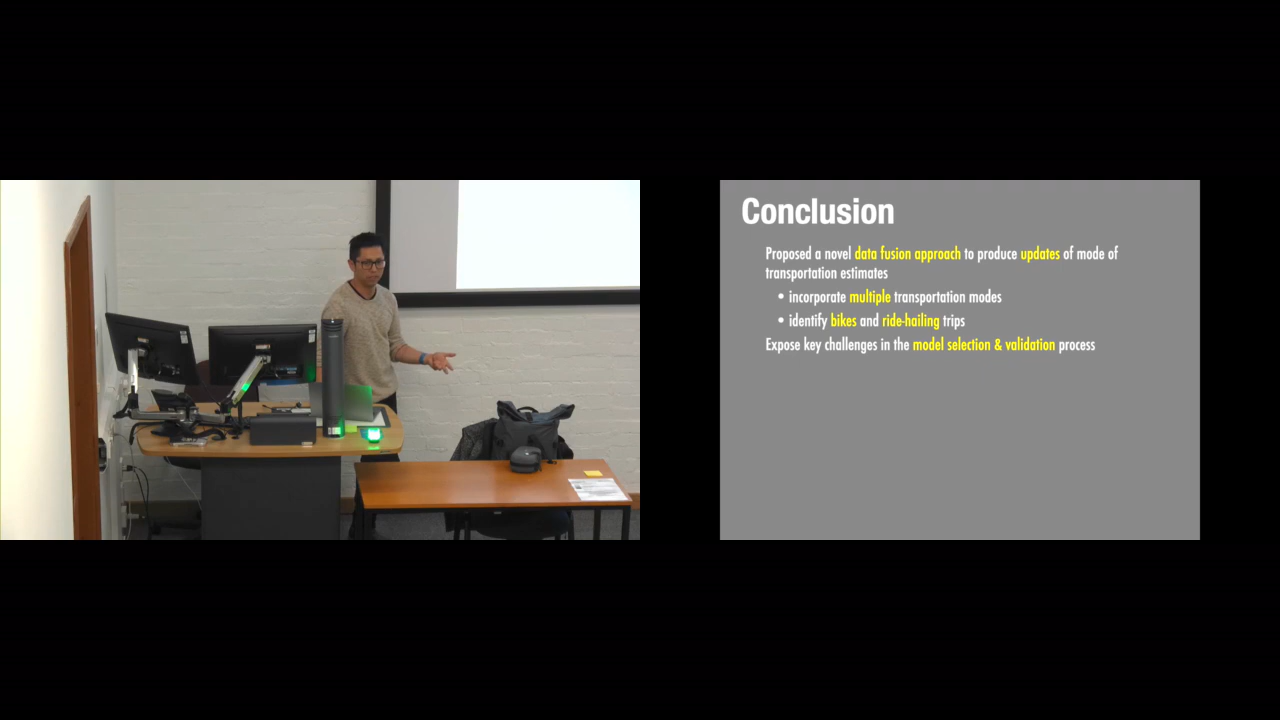 Conclusion
Proposed a novel data fusion approach to produce updates of mode of
transportation estimates
• incorporate multiple transportation modes
• identify bikes and ride-hailing trips
Expose key challenges in the model selection & validation process